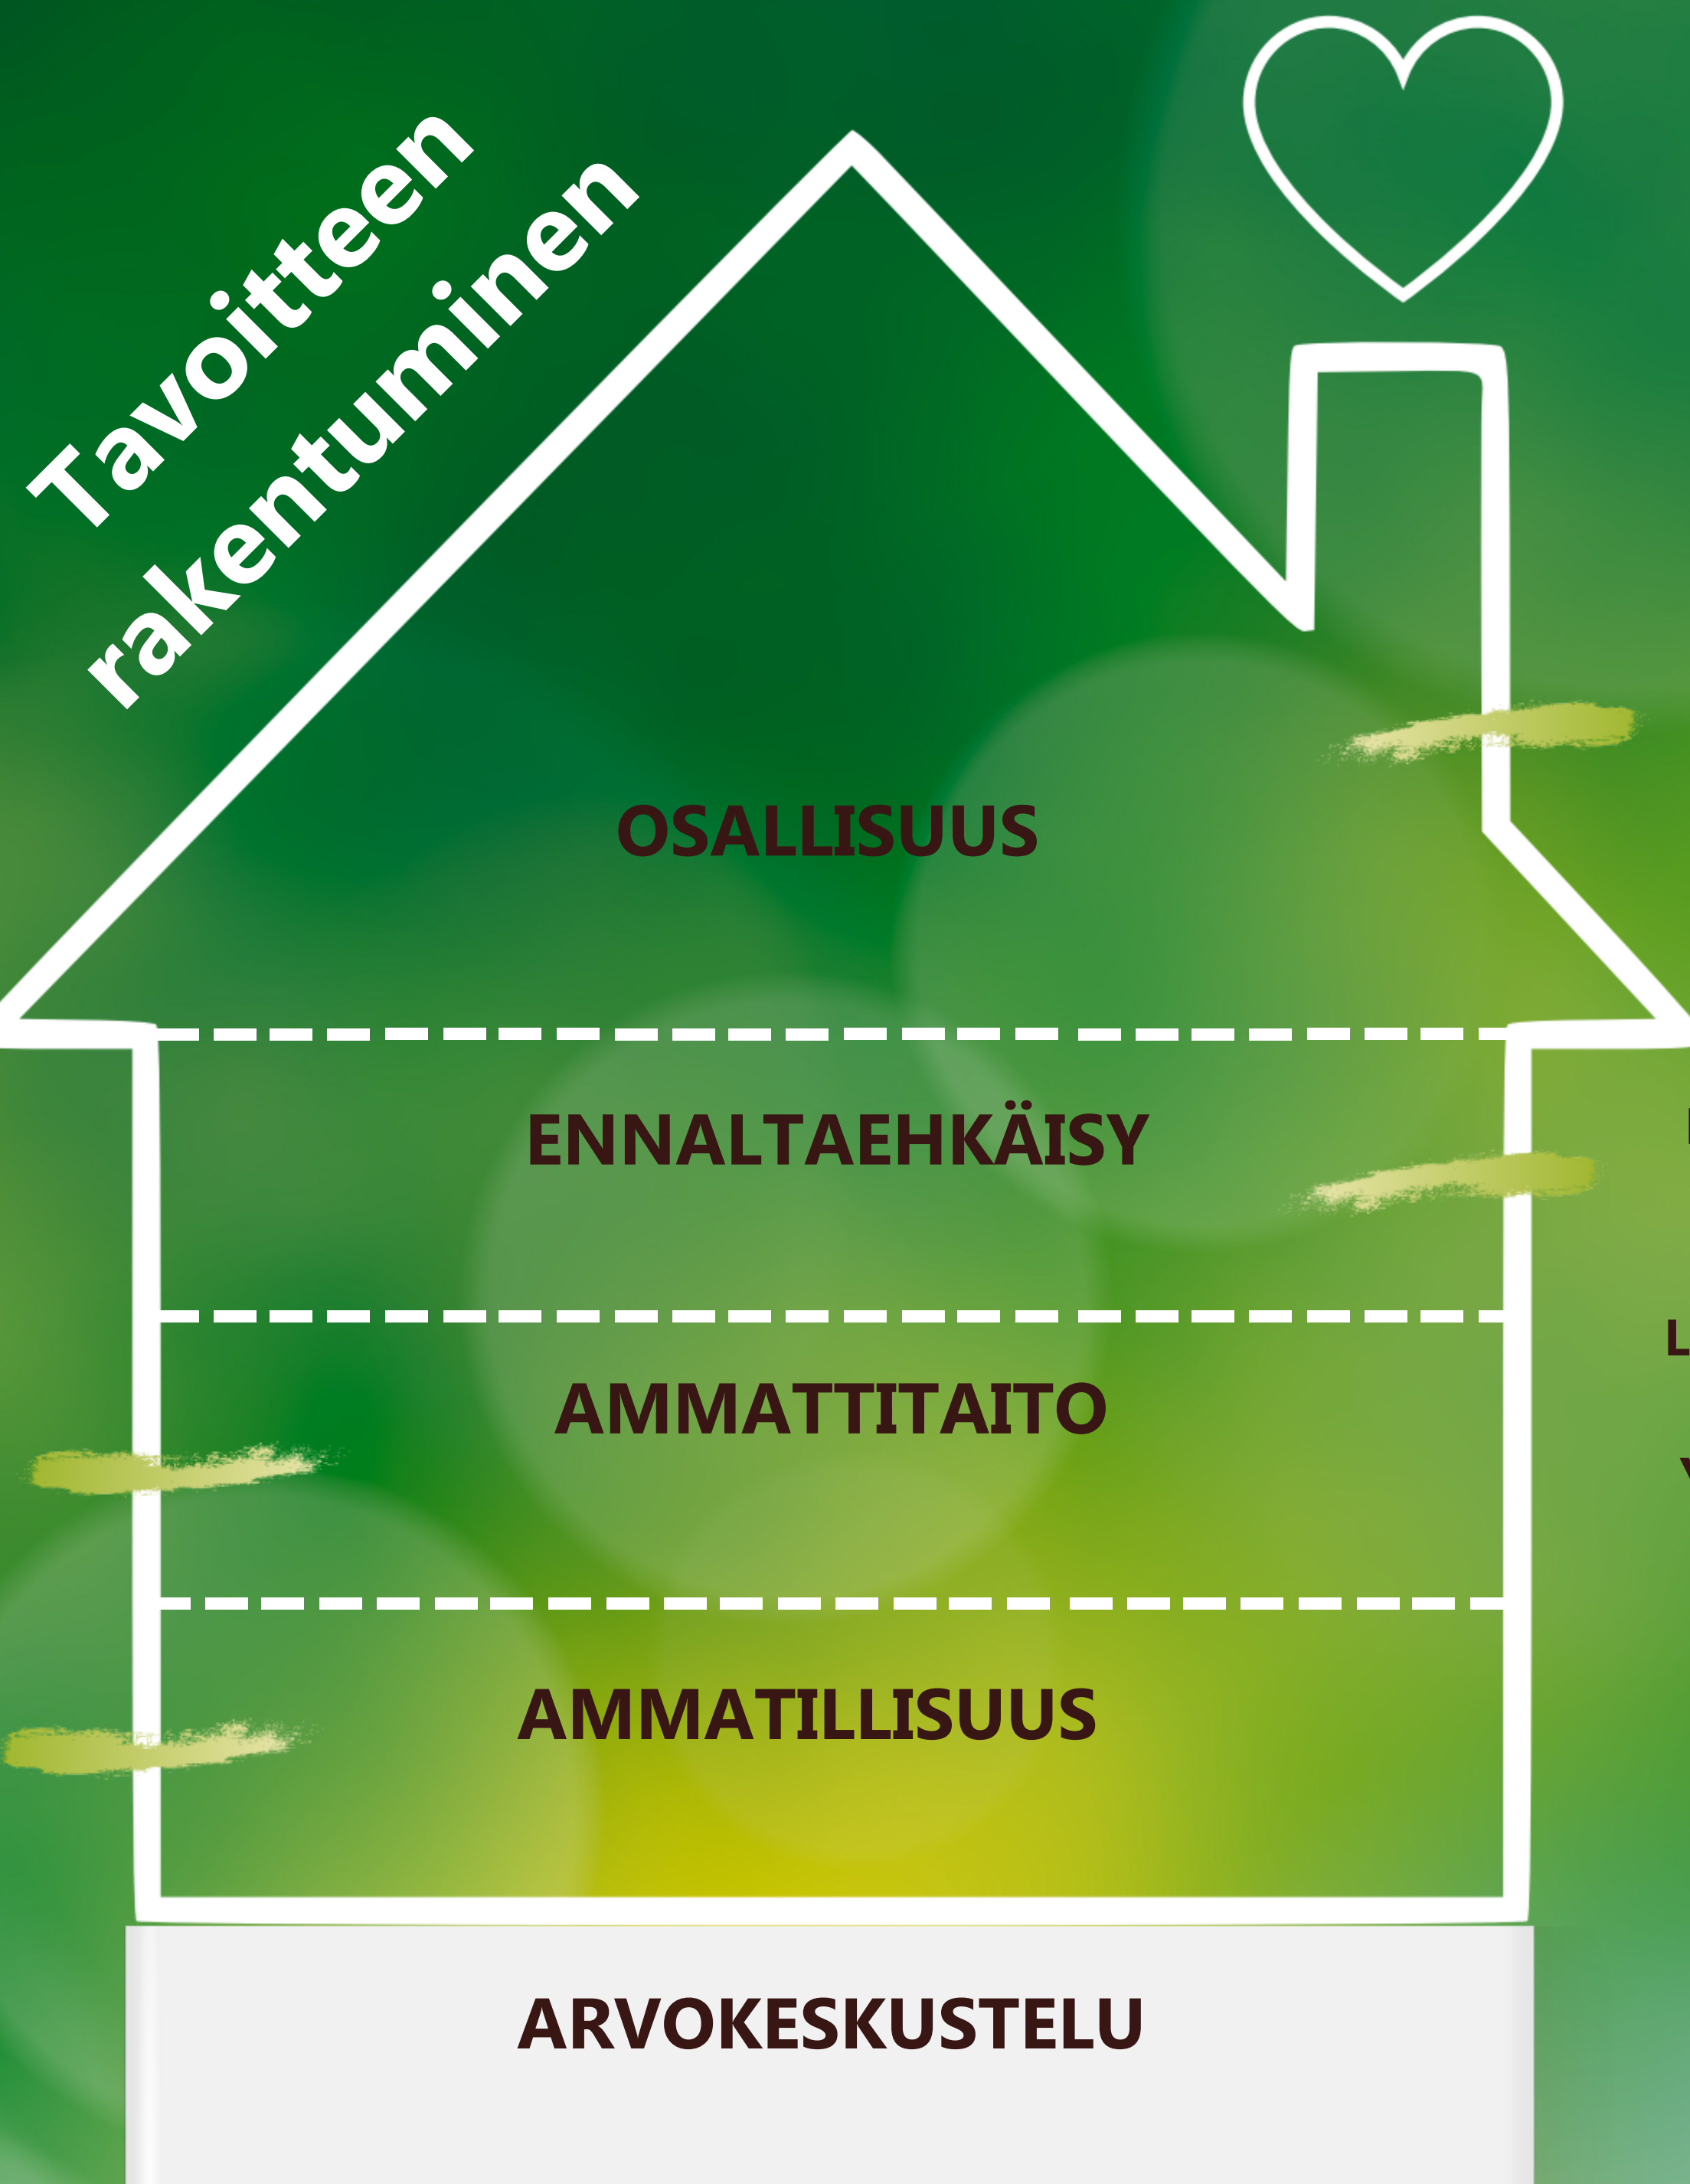 Tavoitteen
rakentuminen
OSALLISUUS
ENNALTAEHKÄISY
AMMATTITAITO
AMMATILLISUUS
ARVOKESKUSTELU